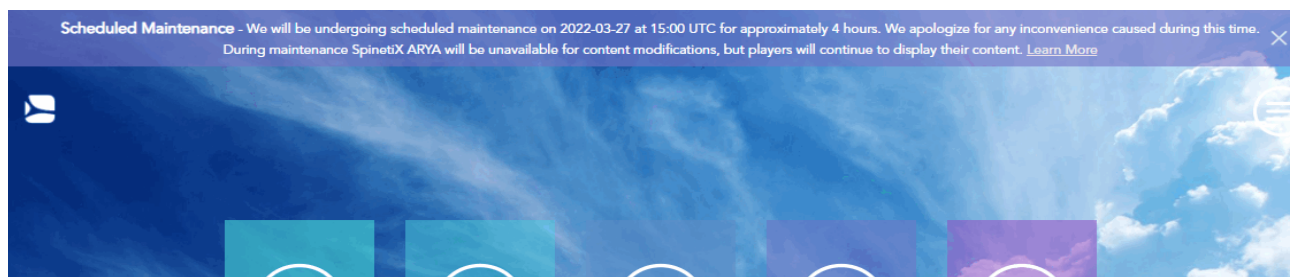 Scheduled Maintenance - We will be undergoing scheduled maintenance on 2022-03-27 at 15:00 UTC for approximately 4 hours. We apologize for any inconvenience caused during this time.
During maintenance SpinetiX ARYA will be unavailable for content modifications, but players will continue to display their content. Learn More